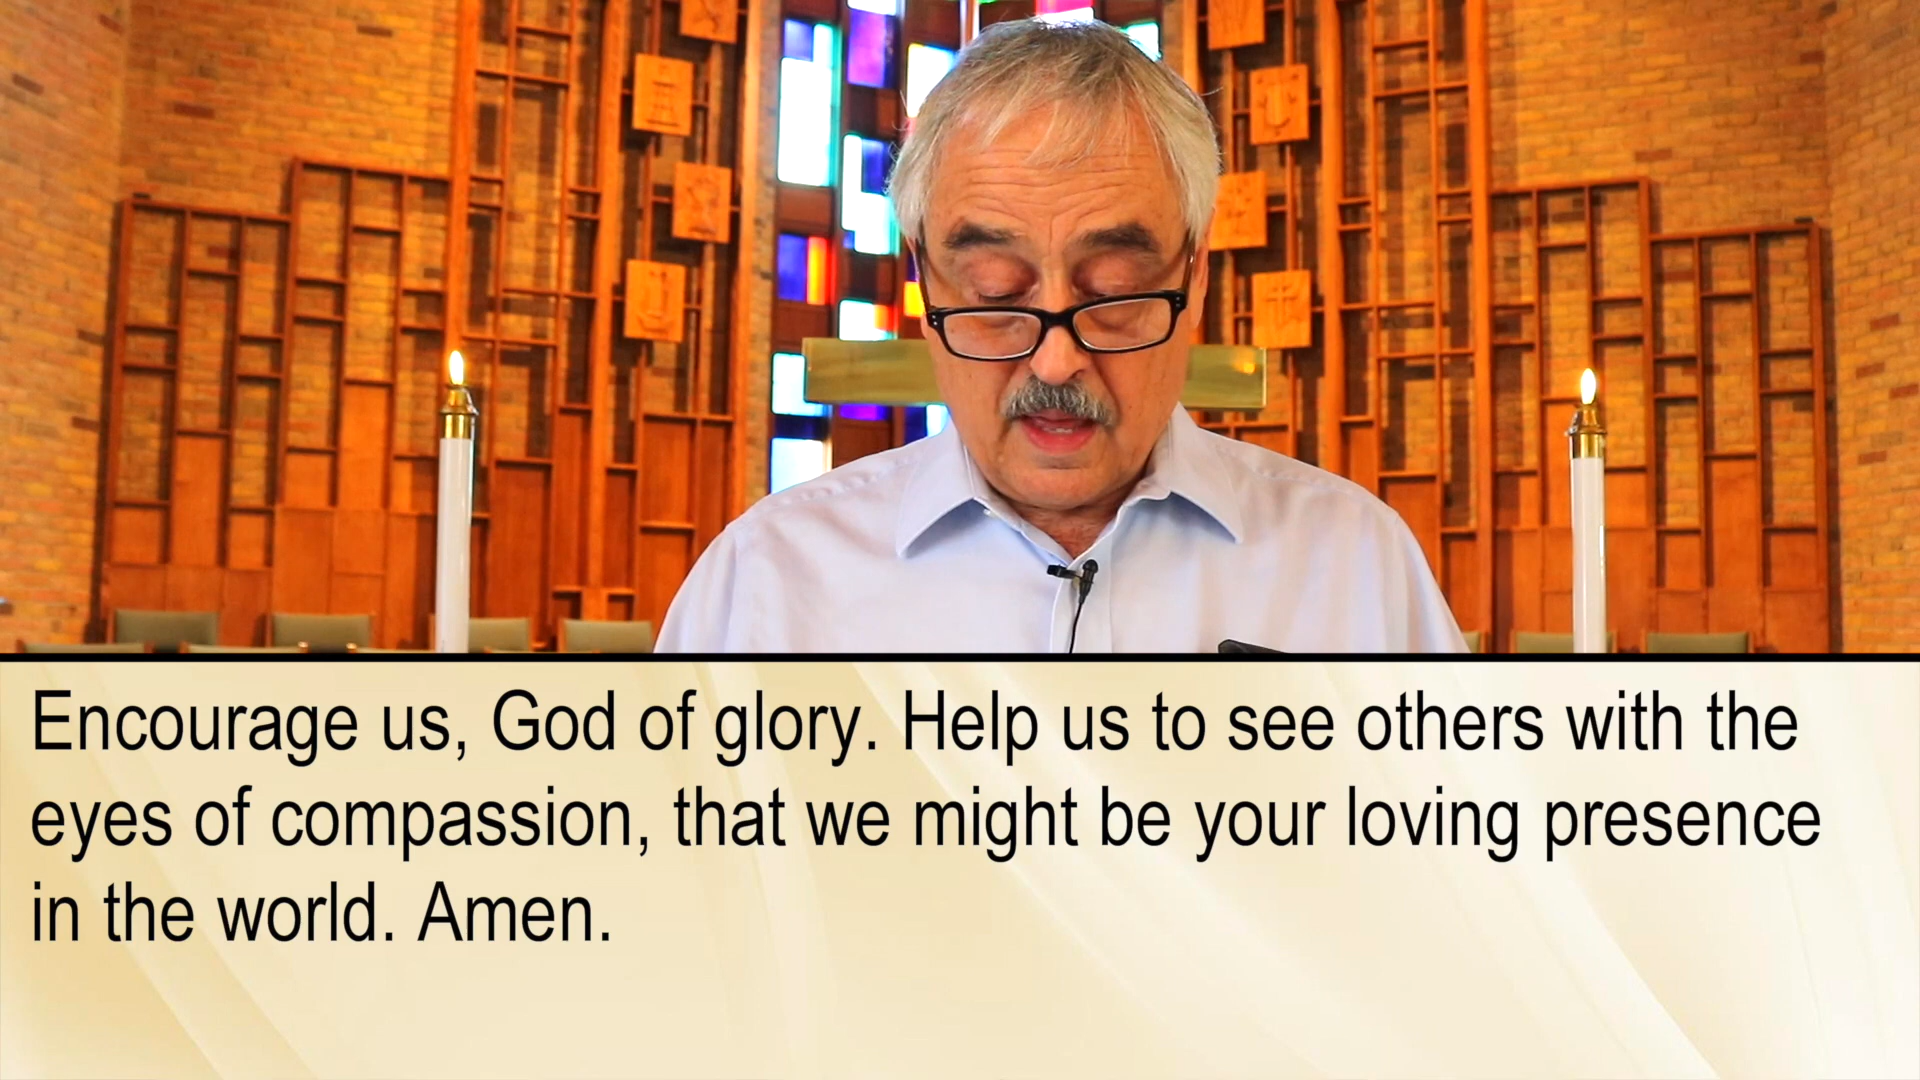 Encourage us, God of glory. Help us to see others with the
eyes of compassion, that we might be your loving presence
in the world. Amen.